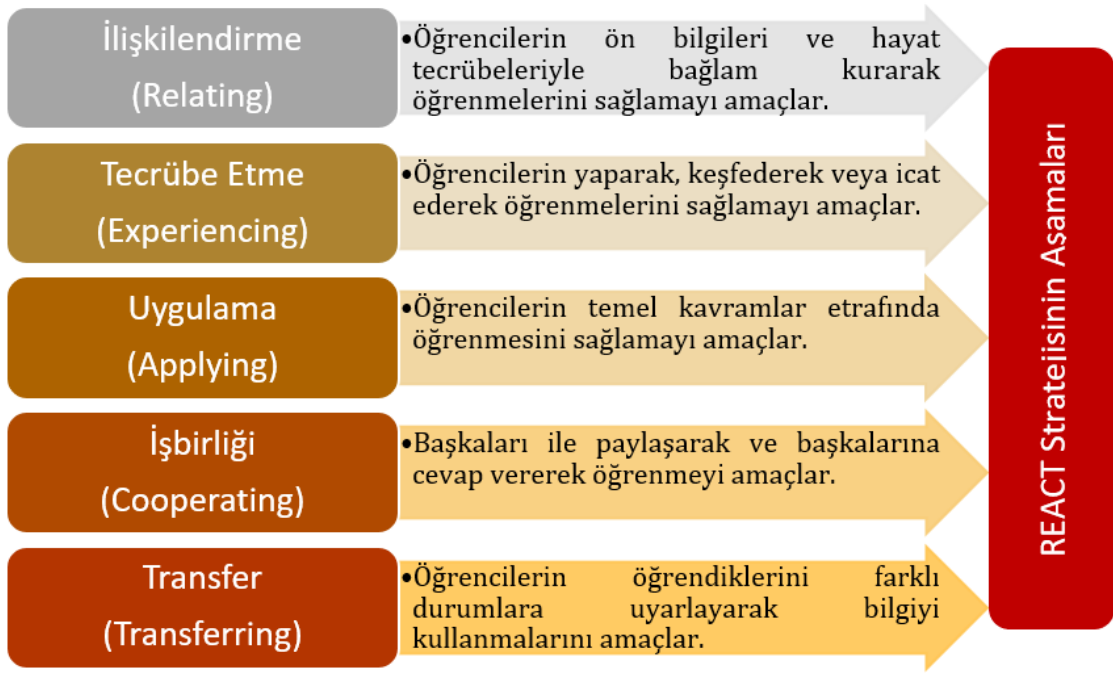 İlişkilendirme
(Relating)
•Öğrencilerin ön bilgileri ve hayat
tecrübeleriyle bağlam kurarak
öğrenmelerini sağlamayı amaçlar.
Tecrübe Etme
(Experiencing)
•Öğrencilerin yaparak, keşfederek veya icat
ederek öğrenmelerini sağlamayı amaçlar.
Uygulama
(Applying)
•Öğrencilerin temel kavramlar etrafında
öğrenmesini sağlamayı amaçlar.
İşbirliği
(Cooperating)
•Başkaları ile paylaşarak ve başkalarına
cevap vererek öğrenmeyi amaçlar.
Transfer
(Transferring)
•Öğrencilerin öğrendiklerini farklı
durumlara uyarlayarak bilgiyi
kullanmalarını amaçlar.
REACT Stratejisinin Aşamaları